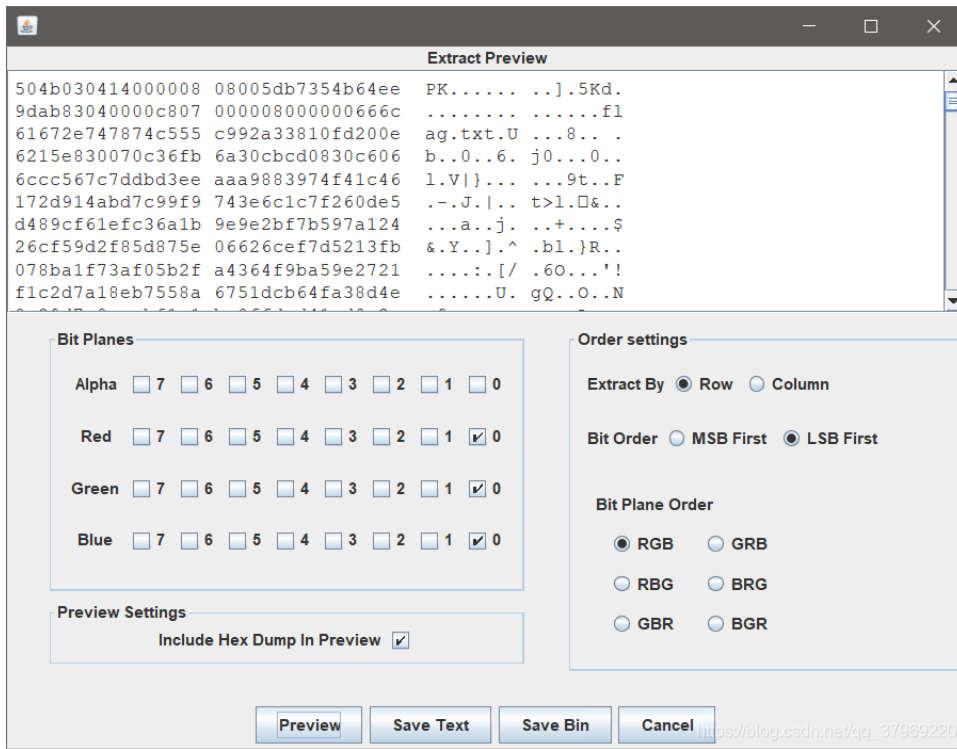 Extract Preview
504b030414000008 08005db7354b64ee PK...... ..].5Kd.
9dab83040000c807 000008000000666c ........ ......fl
61672e747874c555 c992a33810fd200e ag.txt.U ...8.. .
6215e830070c36fb 6a30cbcd0830c606 b..0..6. j0...0..
6ccc567c7ddbd3ee aaa9883974f41c46 l.V|}... ...9t..F
172d914abd7c99f9 743e6c1c7f260de5 .-.J.|.. t>l.□&..
d489cf61efc36a1b 9e9e2bf7b597a124 ...a..j. ..+....$
26cf59d2f85d875e 06626cef7d5213fb &.Y..].^ .bl.}R..
078ba1f73af05b2f a4364f9ba59e2721 ....:.[/ .6O...'!
f1c2d7a18eb7558a 6751dcb64fa38d4e ......U. gQ..O..N
Bit Planes
Alpha 7 6 5 4 3 2 1 0
Red 7 6 5 4 3 2 1 0
Green 7 6 5 4 3 2 1 0
Blue 7 6 5 4 3 2 1 0
Preview Settings
Include Hex Dump In Preview
Order settings
Extract By Row Column
Bit Order MSB First LSB First
Bit Plane Order
RGB GRB
RBG BRG
GBR BGR
Preview Save Text Save Bin Cancel
https://blog.csdn.net/qq_37969220